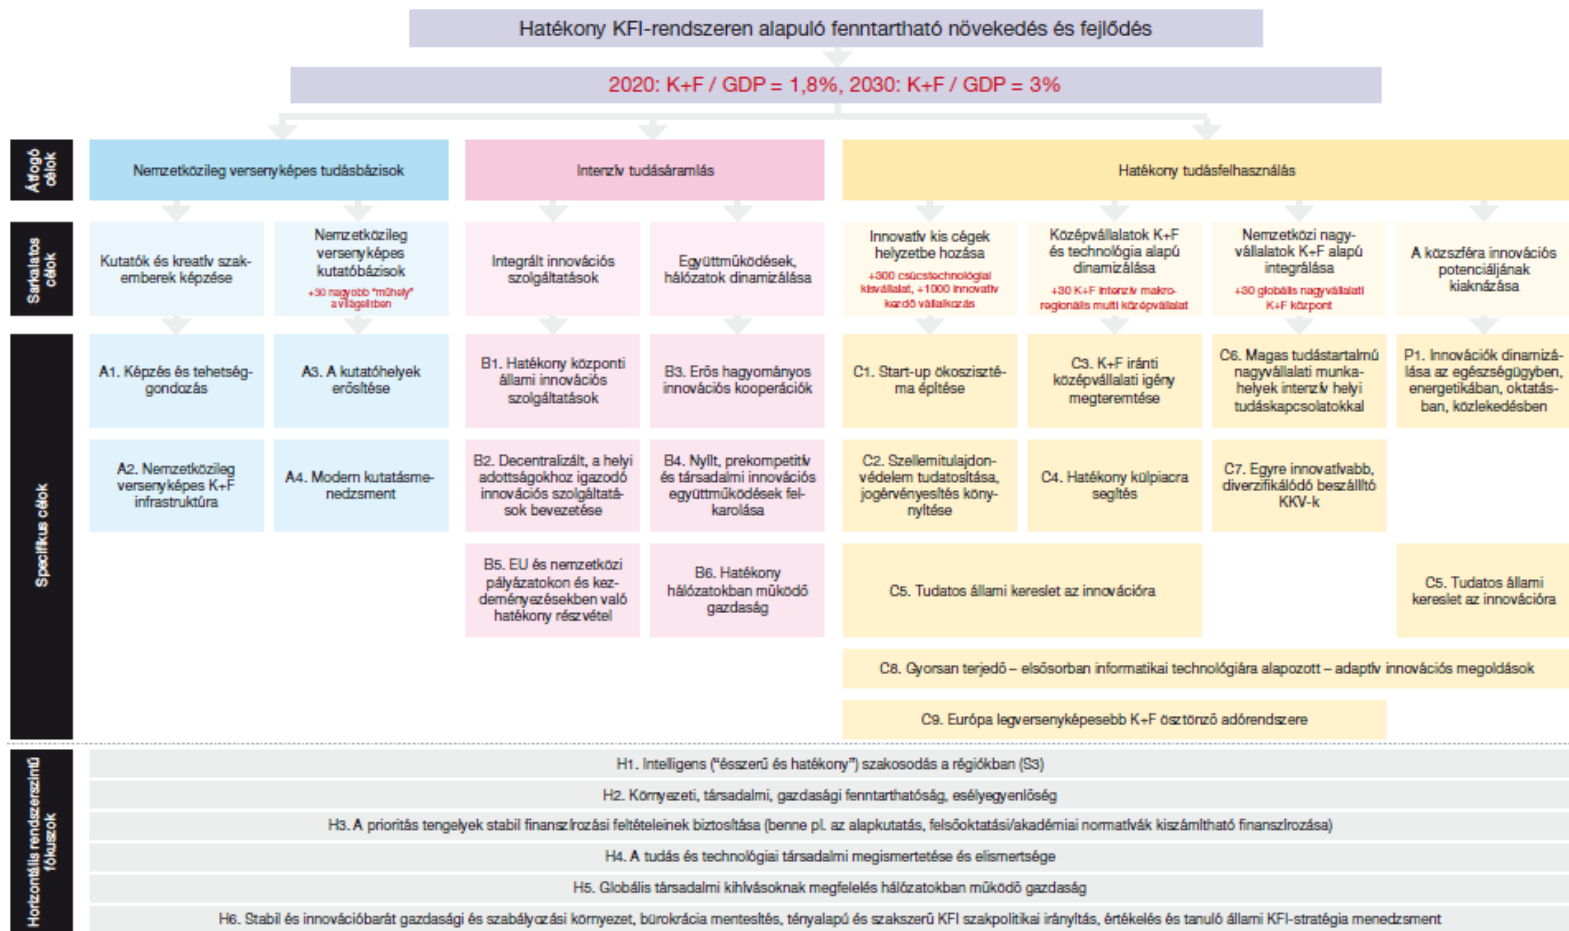 Hatékony KFI-rendszeren alapuló fenntartható növekedés és fejlődés
2020: K+F / GDP = 1,8%, 2030: K+F / GDP = 3%
Átfogó
célok
Nemzetközileg versenyképes tudásbázisok
Intenzív tudásáramlás
Hatékony tudásfelhasználás
Sarkalatos
célok
Kutatók és kreatív szak-
emberek képzése
Nemzetközileg
versenyképes
kutatóbázisok
+30 nagyobb "műhely"
a világelitben
Integrált innovációs
szolgáltatások
Együttműködések,
hálózatok dinamizálása
Innovatív kis cégek
helyzetbe hozása
+300 csúcstechnológiai
kisvállalat, +1000 innovatív
kezdő vállalkozás
Középvállalatok K+F
és technológia alapú
dinamizálása
+30 K+F intenzív makro-
regionális multi középvállalat
Nemzetközi nagy-
vállalatok K+F alapú
integrálása
+30 globális nagyvállalati
K+F központ
A közszféra innovációs
potenciáljának
kiaknázása
Specifikus célok
A1. Képzés és tehetség-
gondozás
A3. A kutatóhelyek
erősítése
B1. Hatékony központi
állami innovációs
szolgáltatások
B3. Erős hagyományos
innovációs kooperációk
C1. Start-up ökoszisz​té-
ma építése
C3. K+F iránti
középvállalati igény
megteremtése
C6. Magas tudástartalmú
nagyvállalati munka-
helyek intenzív helyi
tudáskapcsolatokkal
P1. Innovációk dinamizá-
lása az egészségügyben,
energetikában, oktatás-
ban, közlekedésben
A2. Nemzetközileg
versenyképes K+F
infrastruktúra
A4. Modern kutatásme-
nedzsment
B2. Decentralizált, a helyi
adottságokhoz igazodó
innovációs szolgáltatá-
sok bevezetése
B4. Nyílt, prekompetitív
és társadalmi innovációs
együttműködések fel-
karolása
C2. Szellemitulajdon-
védelem tudatosítása,
jogérvényesítés köny-
nyítése
C4. Hatékony külpiacra
segítés
C7. Egyre innovatívabb,
diverzifikálódó beszállító
KKV-k
B5. EU és nemzetközi
pályázatokon és kez-
deményezésekben való
hatékony részvétel
B6. Hatékony
hálózatokban működő
gazdaság
C5. Tudatos állami kereslet az innovációra
C5. Tudatos állami
kereslet az innovációra
C8. Gyorsan terjedő – elsősorban informatikai technológiára alapozott – adaptív innovációs megoldások
C9. Európa legversenyképesebb K+F ösztönző adórendszere
Horizontális rendszerszintű
fókuszok
H1. Intelligens ("ésszerű és hatékony") szakosodás a régiókban (S3)
H2. Környezeti, társadalmi, gazdasági fenntarthatóság, esélyegyenlőség
H3. A prioritás tengelyek stabil finanszírozási feltételeinek biztosítása (benne pl. az alapkutatás, felsőoktatási/akadémiai normatívák kiszámítható finanszírozása)
H4. A tudás és technológiai társadalmi megismertetése és elismertsége
H5. Globális társadalmi kihívásoknak megfelelés hálózatokban működő gazdaság
H6. Stabil és innovációbarát gazdasági és szabályozási környezet, bürokrácia mentesítés, tényalapú és szakszerű KFI szakpolitikai irányítás, értékelés és tanuló állami KFI-stratégia menedzsment